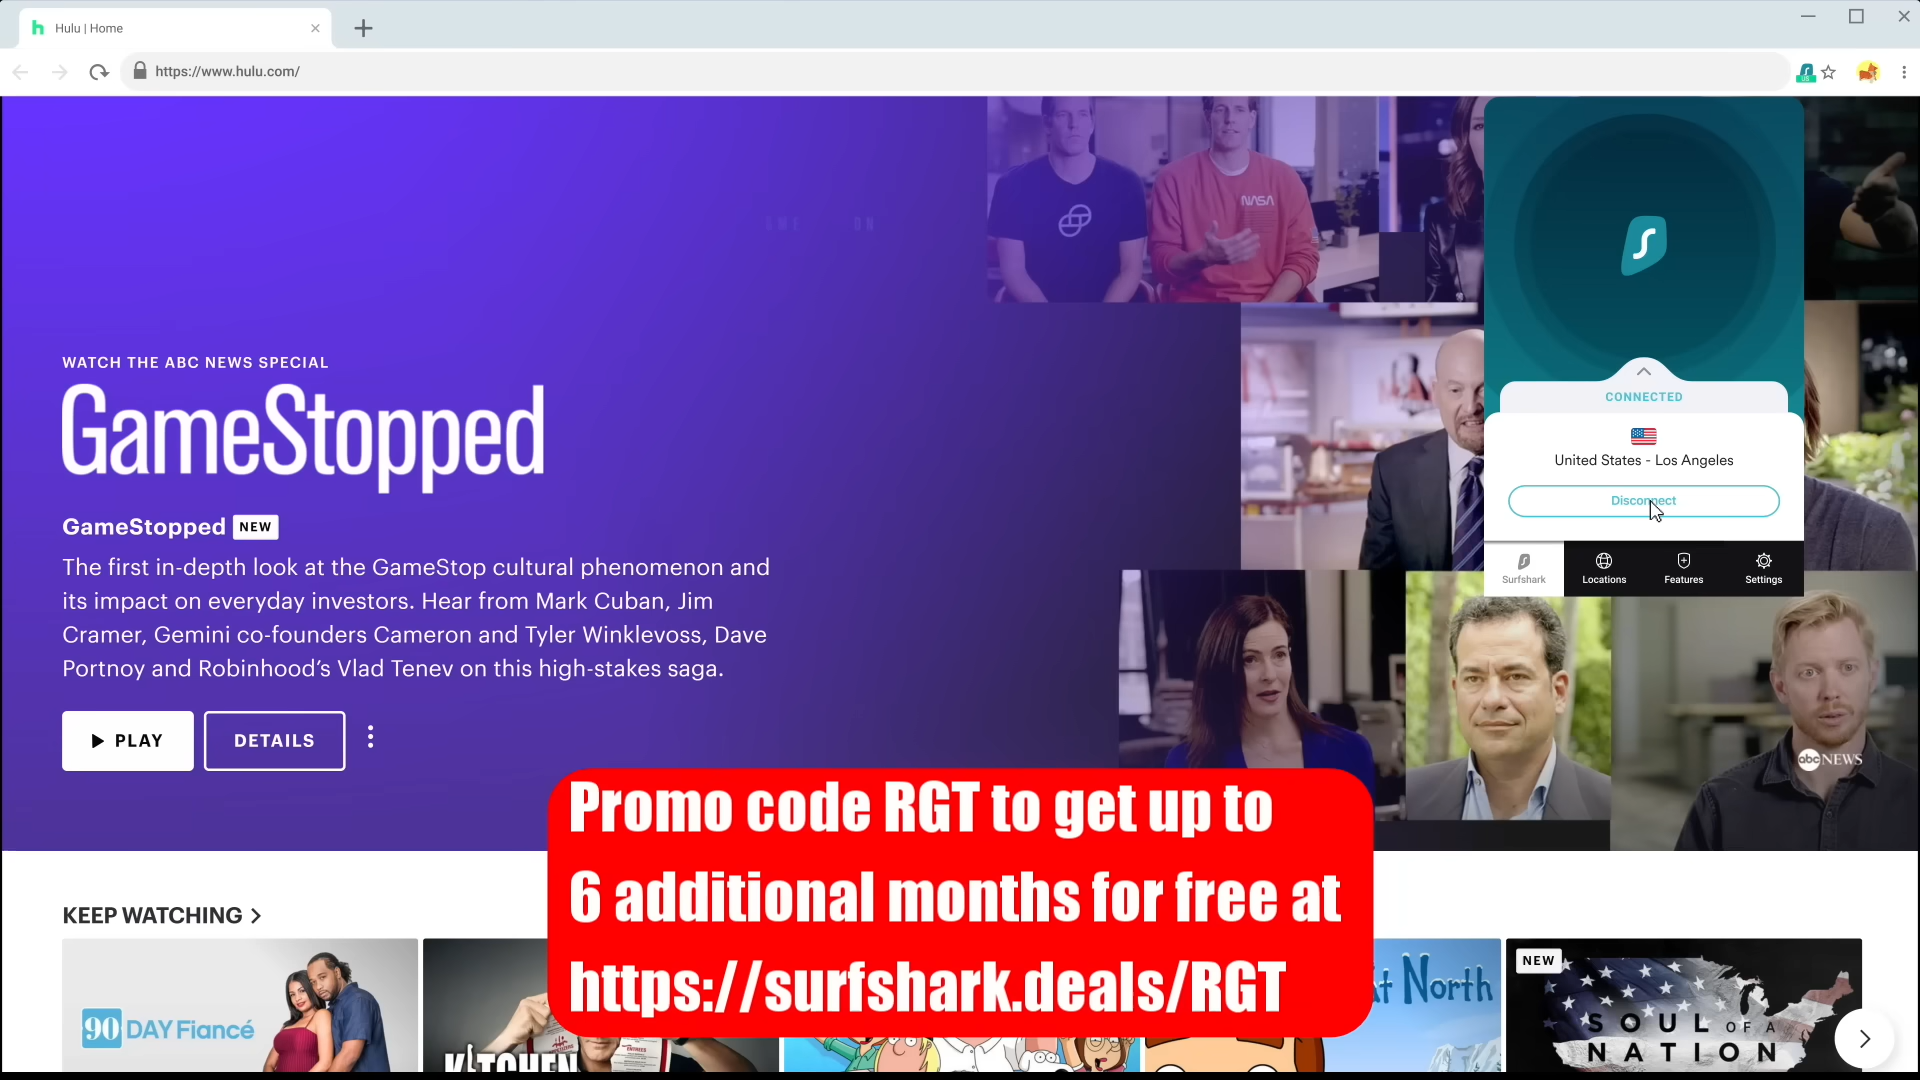 Hulu | Home
https://www.hulu.com/
US
NASA
WATCH THE ABC NEWS SPECIAL
GameStopped
GameStopped NEW
The first in-depth look at the GameStop cultural phenomenon and
its impact on everyday investors. Hear from Mark Cuban, Jim
Cramer, Gemini co-founders Cameron and Tyler Winklevoss, Dave
Portnoy and Robinhood’s Vlad Tenev on this high-stakes saga.
PLAY
DETAILS
CONNECTED
United States - Los Angeles
Disconnect
Surfshark
Locations
Features
Settings
abc NEWS
Promo code RGT to get up to
6 additional months for free at
https://surfshark.deals/RGT
KEEP WATCHING
90 DAY Fiancé
KITCHEN
North
NEW
SOUL OF A
NATION